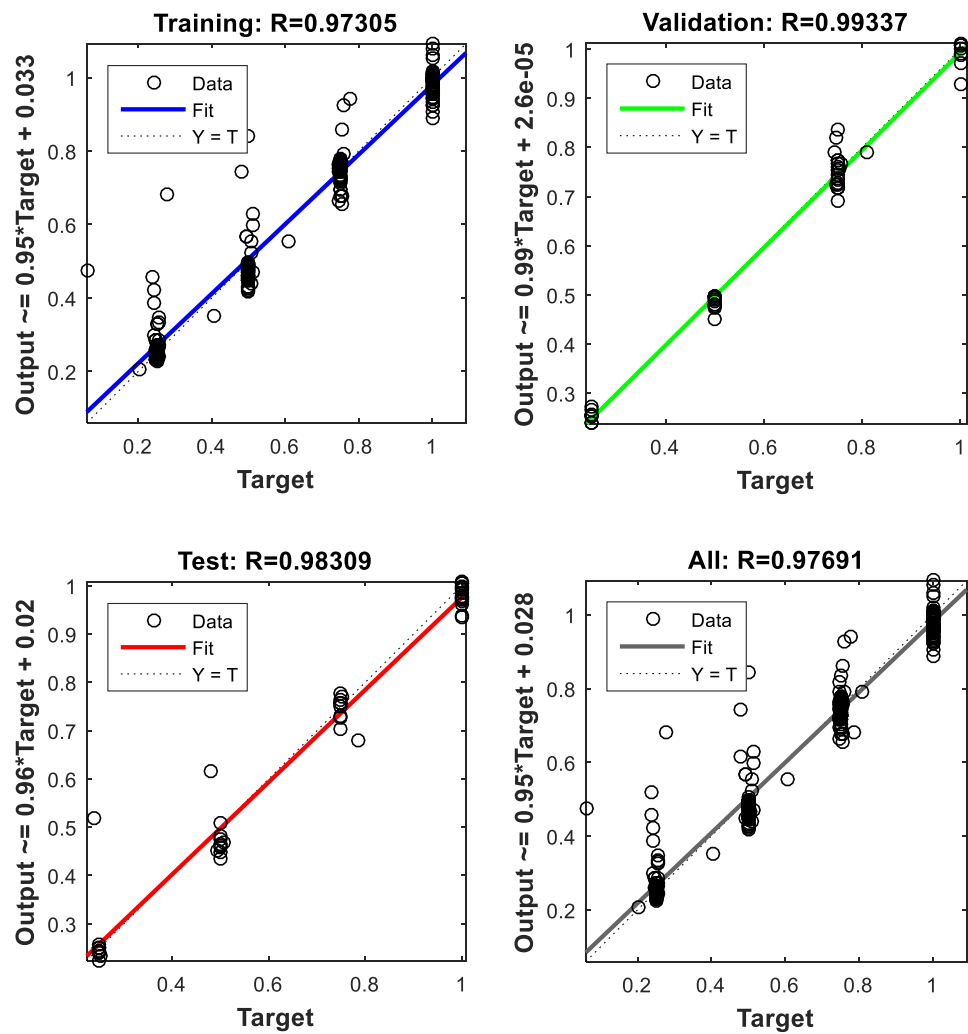 Training: R=0.97305
Output ~= 0.95*Target + 0.033
1
0.8
0.6
0.4
0.2
Data
Fit
Y = T
0.2 0.4 0.6 0.8 1
Target
Validation: R=0.99337
Output ~= 0.99*Target + 2.6e-05
1
0.9
0.8
0.7
0.6
0.5
0.4
0.3
Data
Fit
Y = T
0.4 0.6 0.8 1
Target
Test: R=0.98309
Output ~= 0.96*Target + 0.02
1
0.9
0.8
0.7
0.6
0.5
0.4
0.3
Data
Fit
Y = T
0.4 0.6 0.8 1
Target
All: R=0.97691
Output ~= 0.95*Target + 0.028
1
0.8
0.6
0.4
0.2
Data
Fit
Y = T
0.2 0.4 0.6 0.8 1
Target